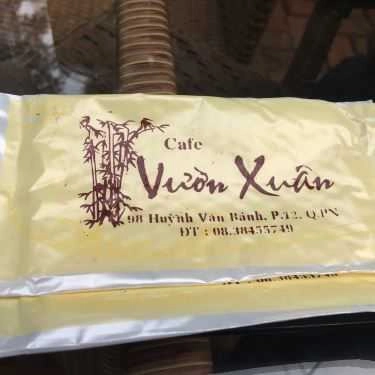 Cafe
Vườn Xuân
98 Huỳnh Văn Bánh, P.12, Q.PN
ĐT : 08.38455749